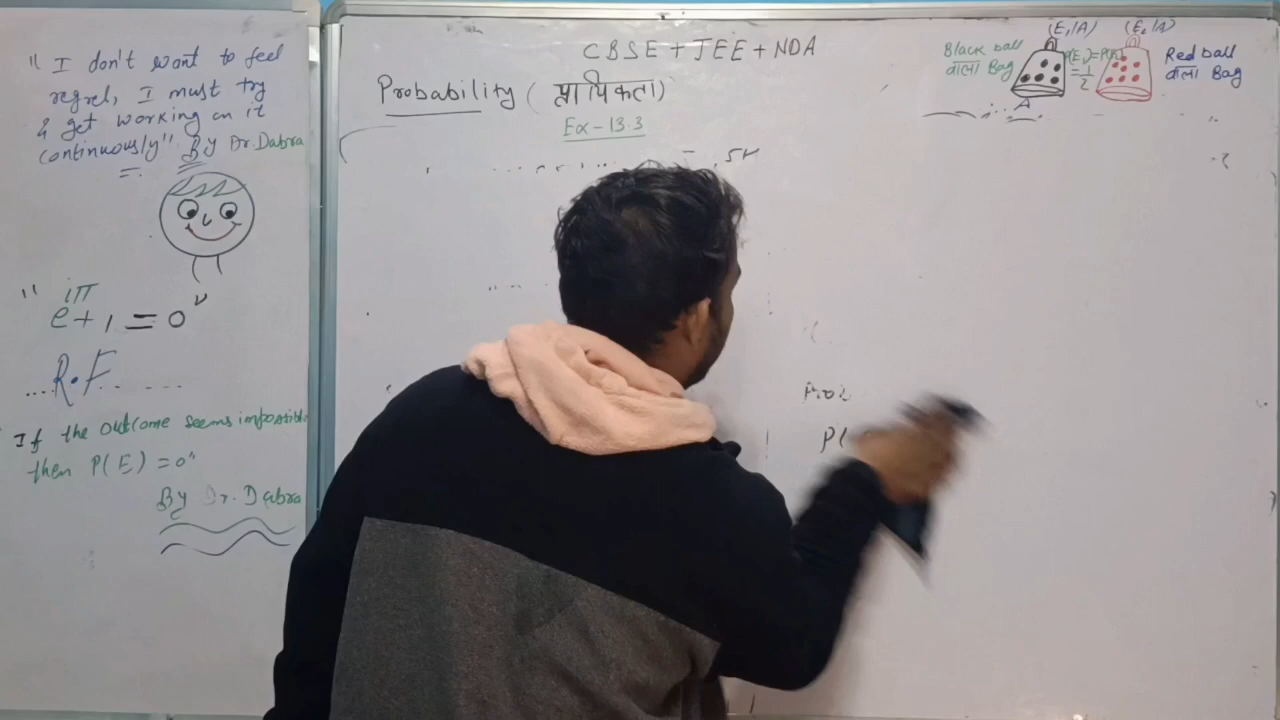 " I don't want to feel
regret, I must try
& get working on it
continuously" By Dr. Dabra
" e^iπ + 1 = 0 "
R.F
If the outcome seems impossible
then P(E) = 0"
By Dr. Dabra
CBSE + JEE + NDA
Probability ( प्रायिकता)
Ex - 13.3
Black ball
वाला Bag
(E₁/A)
P(E₁)=P(E₂)
= 1/2
A
(E₂/A)
Red ball
वाला Bag
P(